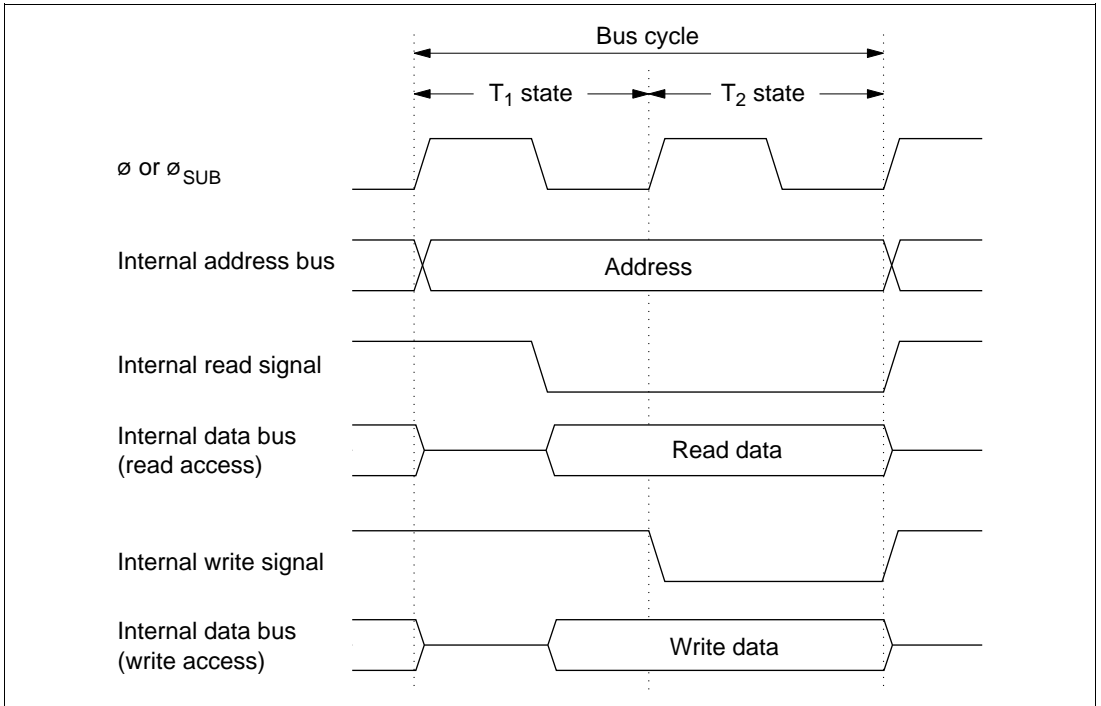 Bus cycle
T1 state
T2 state
ø or øSUB
Internal address bus
Address
Internal read signal
Internal data bus
(read access)
Read data
Internal write signal
Internal data bus
(write access)
Write data